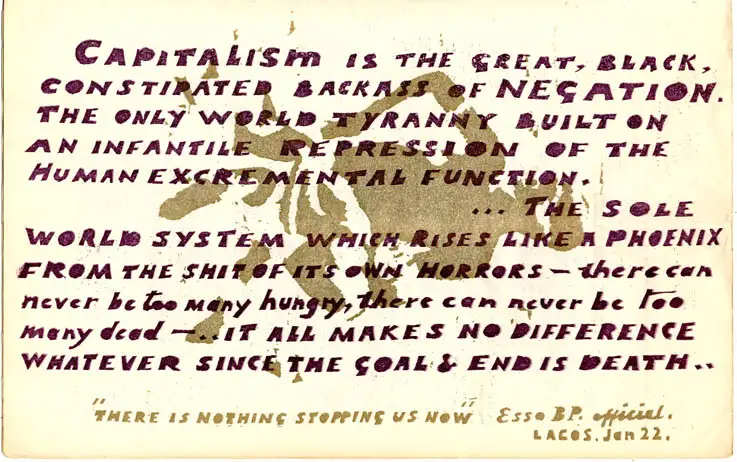 CAPITALISM IS THE GREAT, BLACK,
CONSTIPATED BACKASS OF NEGATION.
THE ONLY WORLD TYRANNY BUILT ON
AN INFANTILE REPRESSION OF THE
HUMAN EXCREMENTAL FUNCTION.
... THE SOLE
WORLD SYSTEM WHICH RISES LIKE A PHOENIX
FROM THE SHIT OF ITS OWN HORRORS – there can
never be too many hungry, there can never be too
many dead –... IT ALL MAKES NO DIFFERENCE
WHATEVER SINCE THE GOAL & END IS DEATH..
"THERE IS NOTHING STOPPING US NOW" Esso BP. official.
LAGOS. Jan 22.